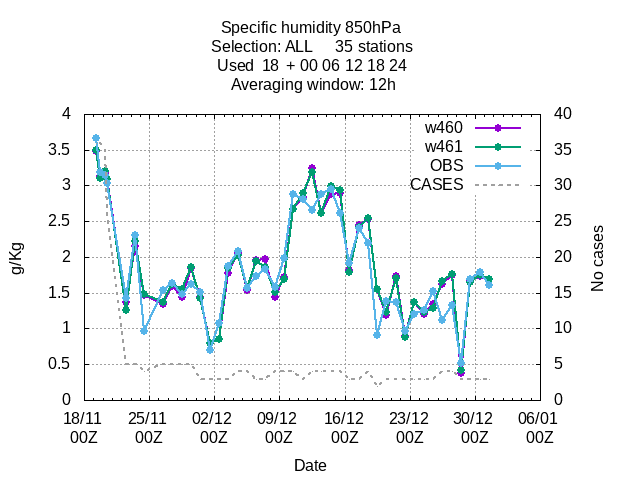 Specific humidity 850hPa
Selection: ALL 35 stations
Used 18 + 00 06 12 18 24
Averaging window: 12h
w460
w461
OBS
CASES
4
3.5
3
2.5
2
1.5
1
0.5
0
40
35
30
25
20
15
10
5
0
g/Kg
No cases
18/11 25/11 02/12 09/12 16/12 23/12 30/12 06/01
00Z 00Z 00Z 00Z 00Z 00Z 00Z 00Z
Date